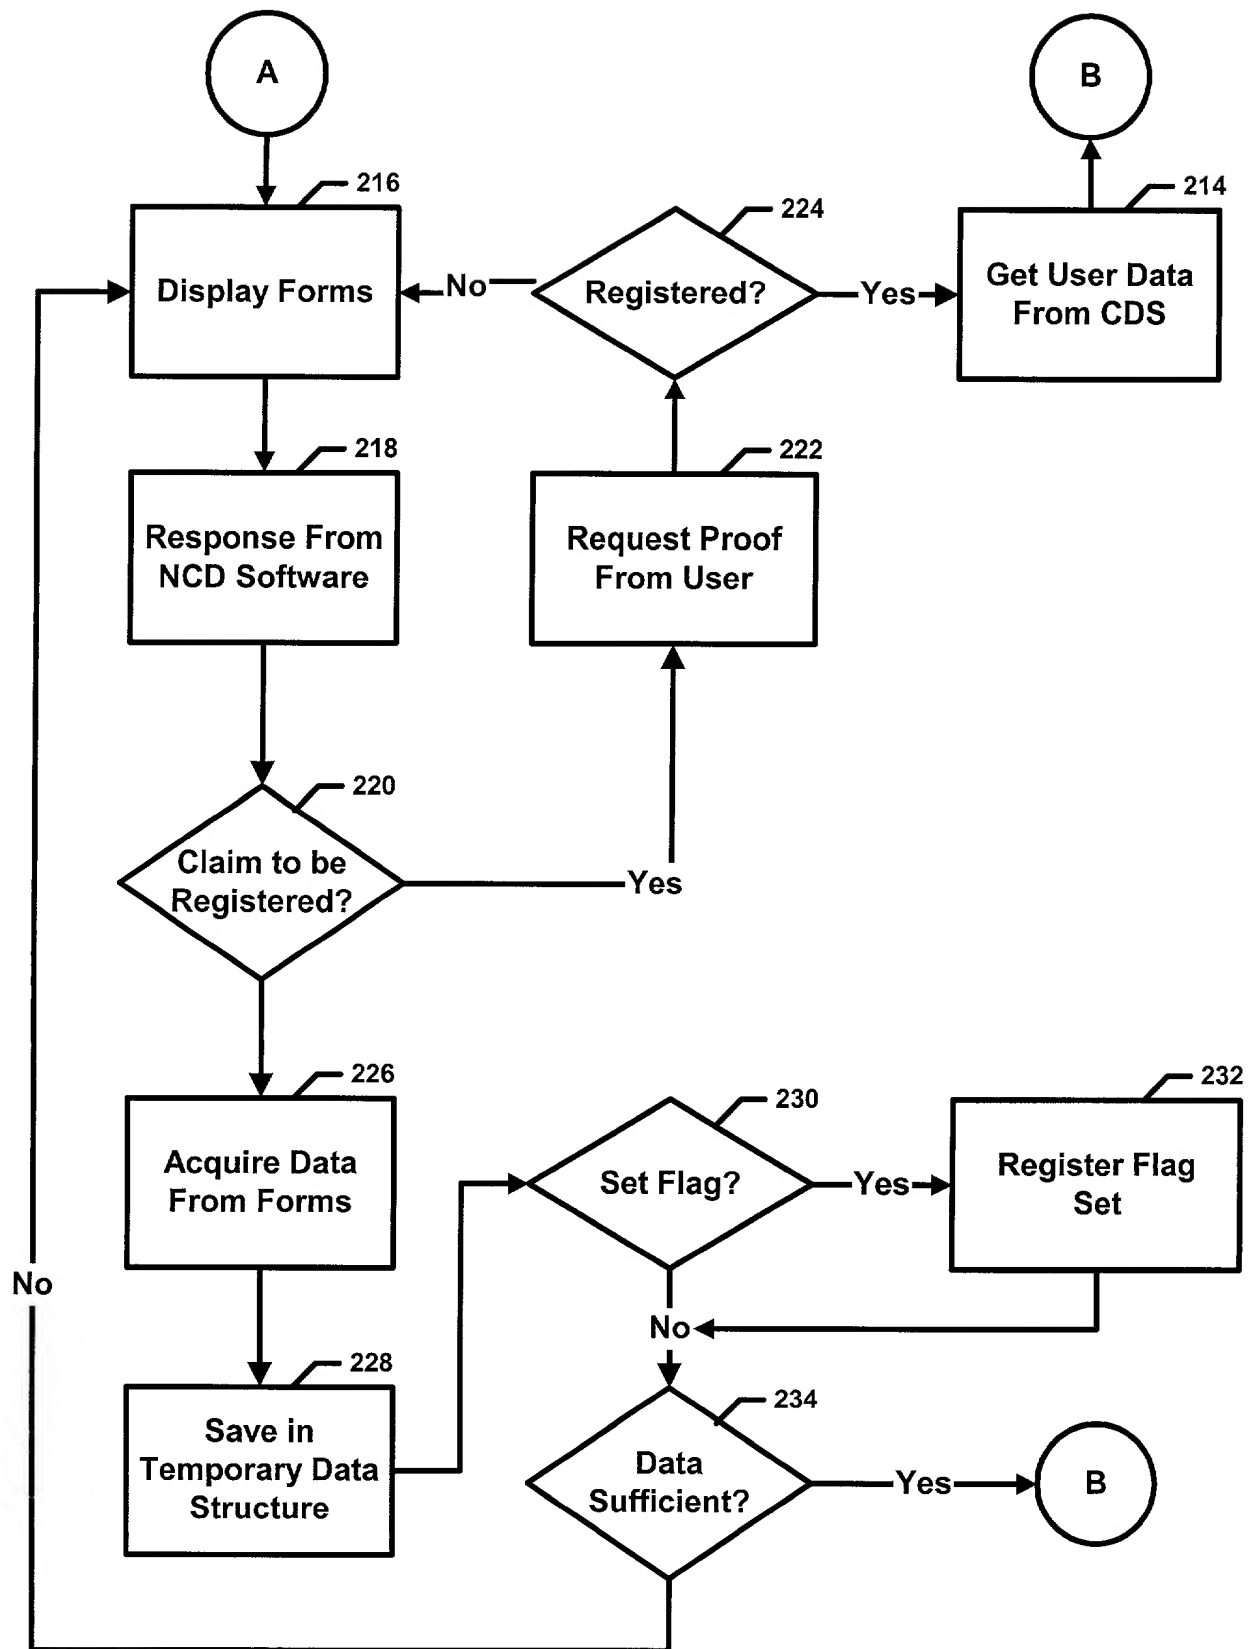 A
B
216
Display Forms
No
224
Registered?
Yes
214
Get User Data
From CDS
218
Response From
NCD Software
222
Request Proof
From User
220
Claim to be
Registered?
Yes
226
Acquire Data
From Forms
230
Set Flag?
Yes
232
Register Flag
Set
No
No
228
Save in
Temporary Data
Structure
234
Data
Sufficient?
Yes
B